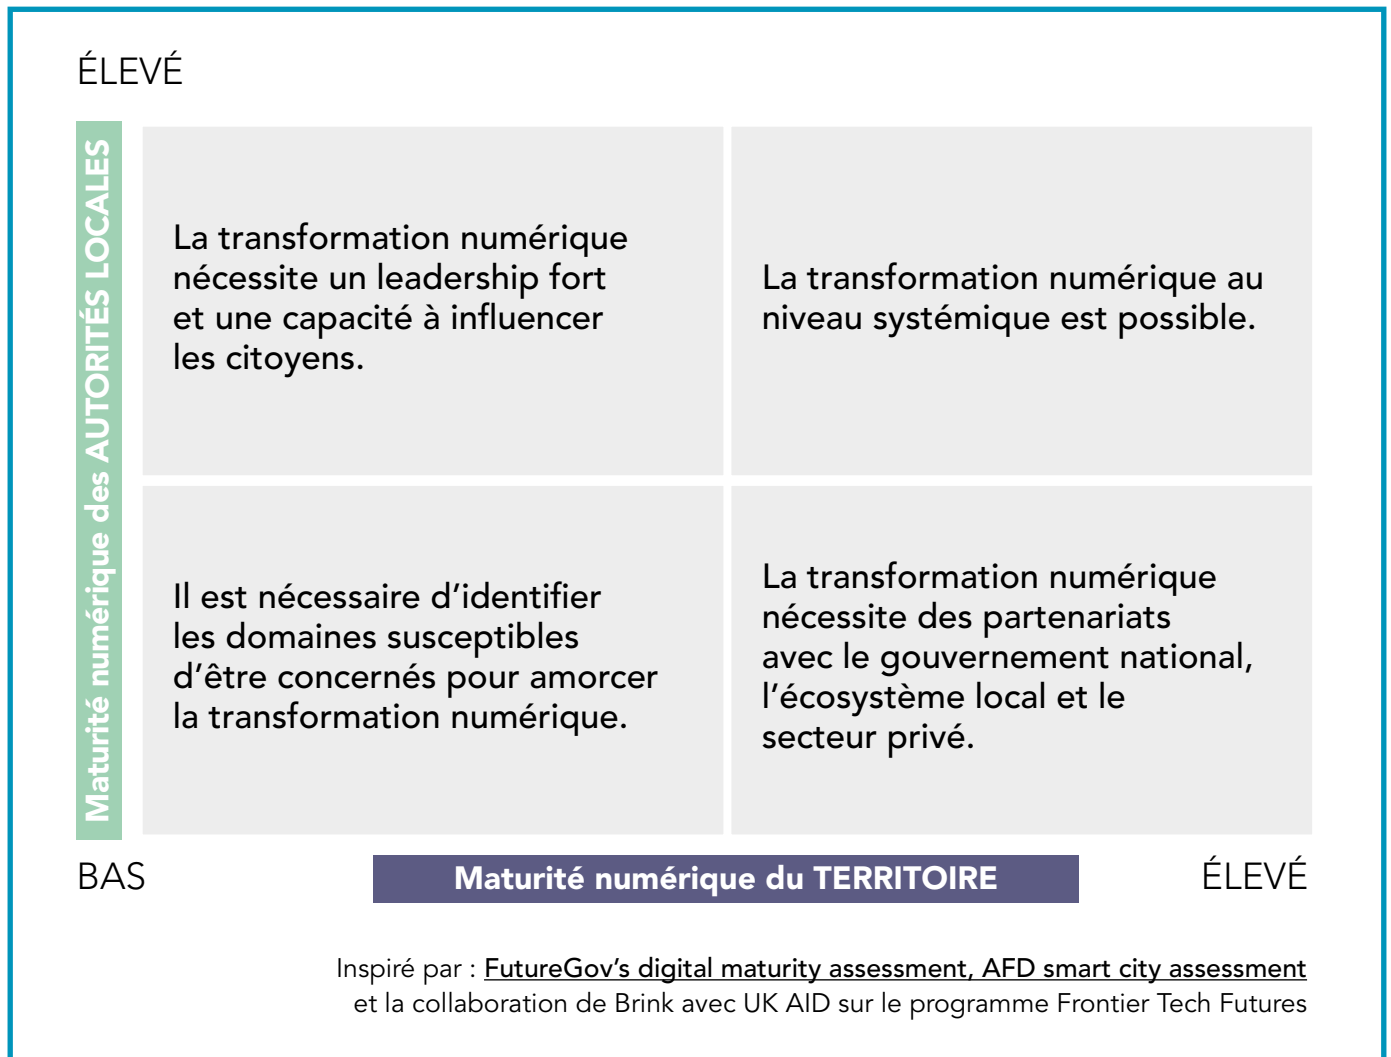 ÉLEVÉ
Maturité numérique des AUTORITÉS LOCALES
La transformation numérique
nécessite un leadership fort
et une capacité à influencer
les citoyens.
La transformation numérique au
niveau systémique est possible.
Il est nécessaire d’identifier
les domaines susceptibles
d’être concernés pour amorcer
la transformation numérique.
La transformation numérique
nécessite des partenariats
avec le gouvernement national,
l’écosystème local et le
secteur privé.
BAS
Maturité numérique du TERRITOIRE
ÉLEVÉ
Inspiré par : FutureGov’s digital maturity assessment, AFD smart city assessment
et la collaboration de Brink avec UK AID sur le programme Frontier Tech Futures